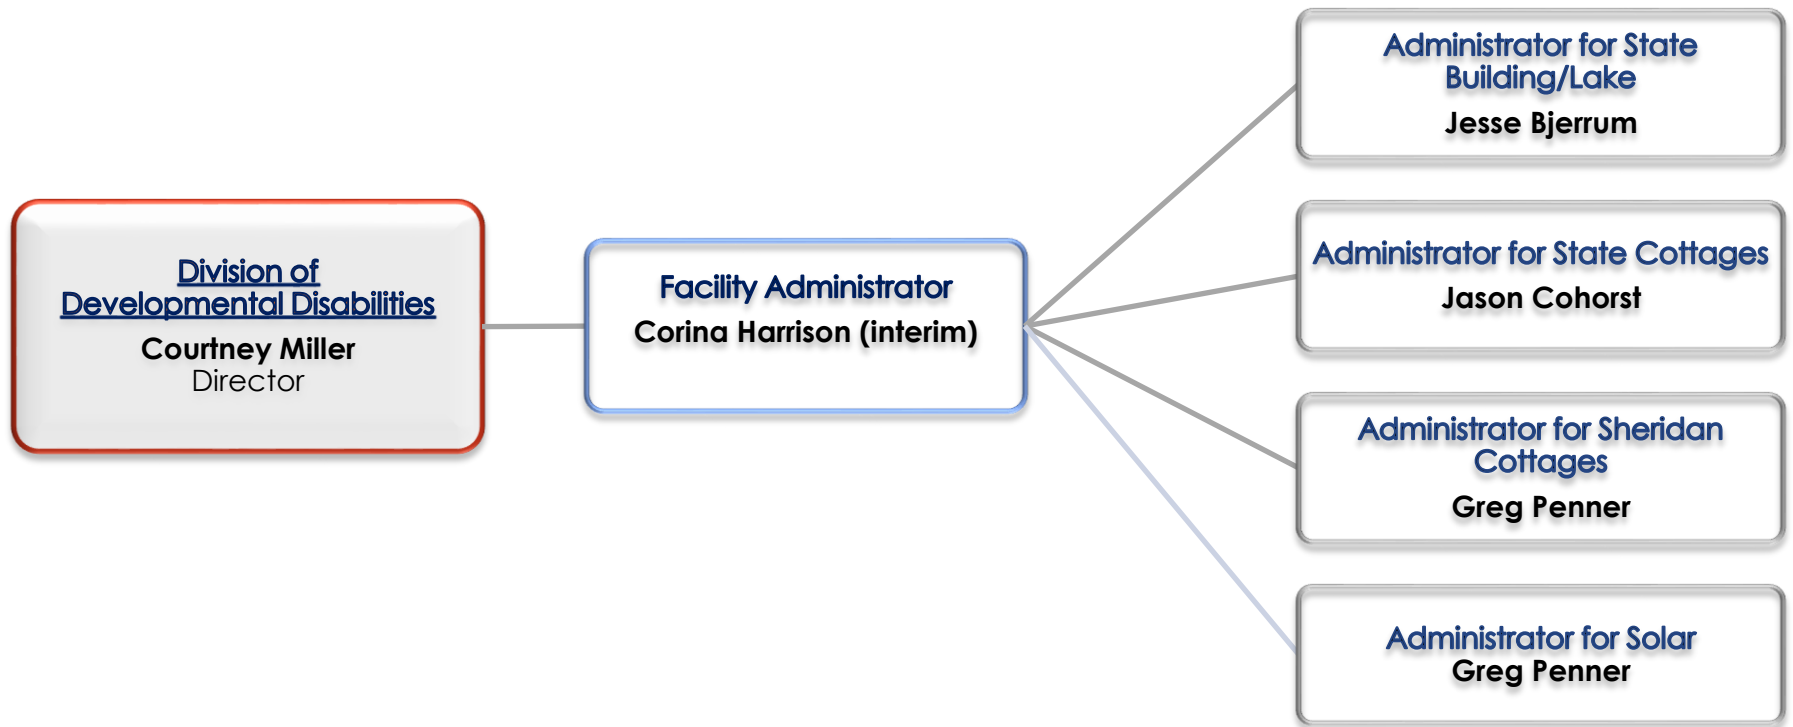 Division of
Developmental Disabilities
Courtney Miller
Director
Facility Administrator
Corina Harrison (interim)
Administrator for State
Building/Lake
Jesse Bjerrum
Administrator for State Cottages
Jason Cohorst
Administrator for Sheridan
Cottages
Greg Penner
Administrator for Solar
Greg Penner